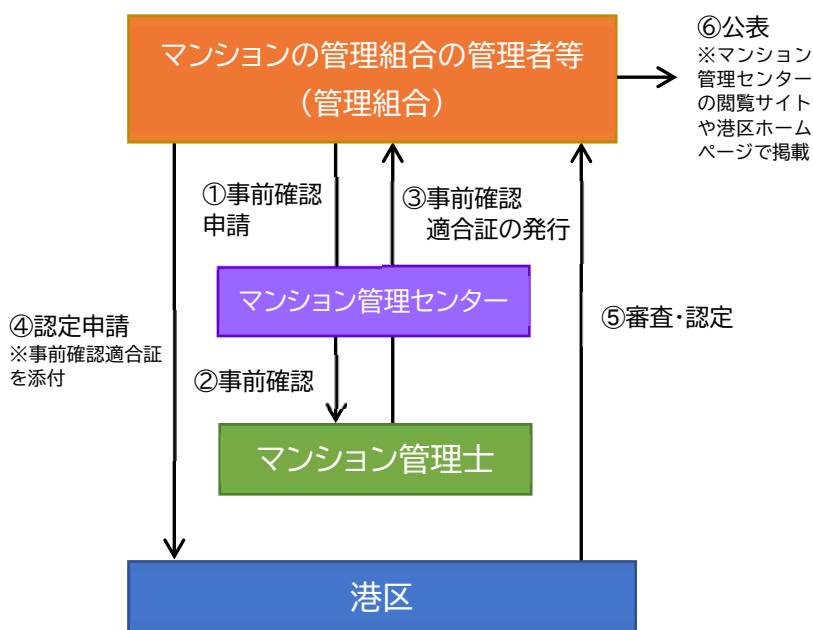 マンションの管理組合の管理者等
（管理組合）
⑥公表
※マンション
管理センター
の閲覧サイト
や港区ホーム
ページで掲載
①事前確認
申請
③事前確認
適合証の発行
マンション管理センター
④認定申請
※事前確認適合証
を添付
⑤審査・認定
②事前確認
マンション管理士
港区